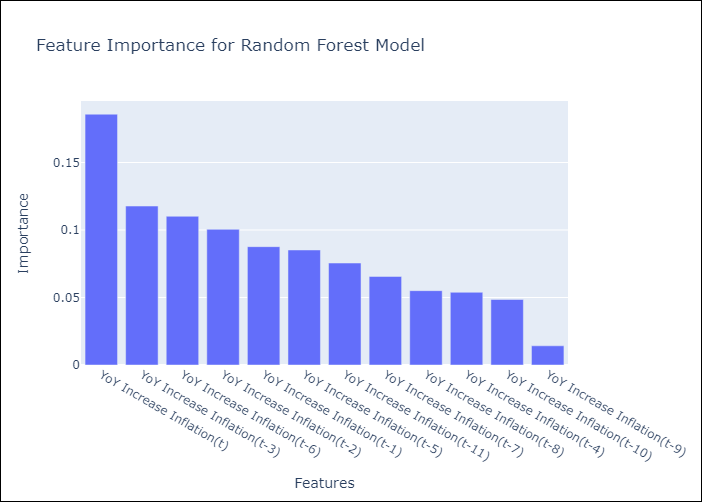 Feature Importance for Random Forest Model
Importance
0.15
0.1
0.05
0
YoY Increase Inflation(t)
YoY Increase Inflation(t-3)
YoY Increase Inflation(t-6)
YoY Increase Inflation(t-2)
YoY Increase Inflation(t-1)
YoY Increase Inflation(t-5)
YoY Increase Inflation(t-11)
YoY Increase Inflation(t-7)
YoY Increase Inflation(t-8)
YoY Increase Inflation(t-4)
YoY Increase Inflation(t-10)
YoY Increase Inflation(t-9)
Features